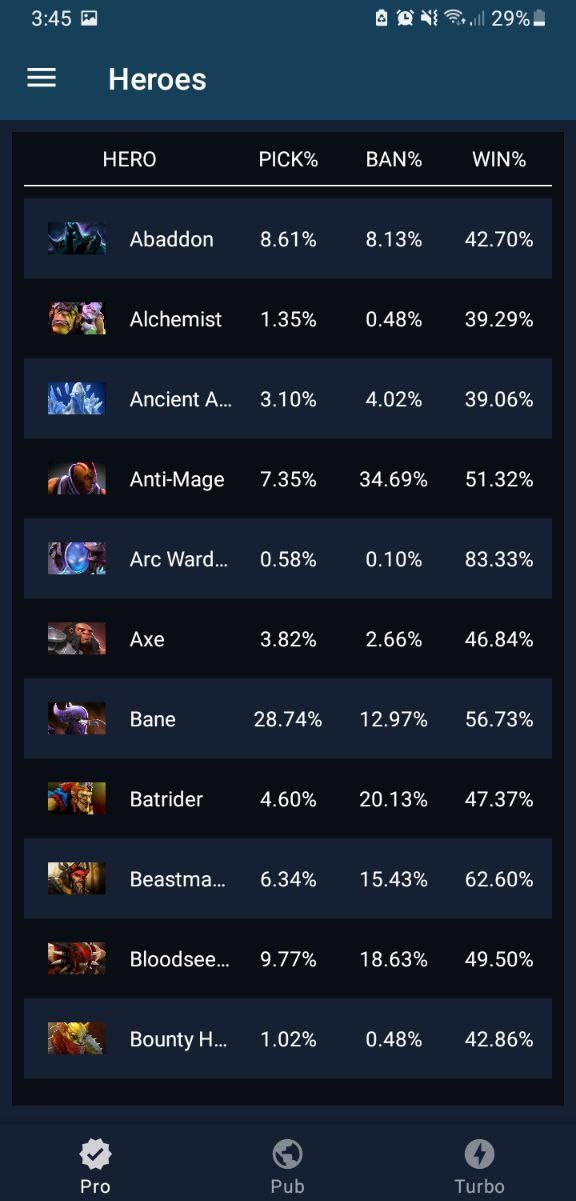 3:45 29%
Heroes
HERO PICK% BAN% WIN%
Abaddon 8.61% 8.13% 42.70%
Alchemist 1.35% 0.48% 39.29%
Ancient A... 3.10% 4.02% 39.06%
Anti-Mage 7.35% 34.69% 51.32%
Arc Ward... 0.58% 0.10% 83.33%
Axe 3.82% 2.66% 46.84%
Bane 28.74% 12.97% 56.73%
Batrider 4.60% 20.13% 47.37%
Beastma... 6.34% 15.43% 62.60%
Bloodsee... 9.77% 18.63% 49.50%
Bounty H... 1.02% 0.48% 42.86%
Pro Pub Turbo